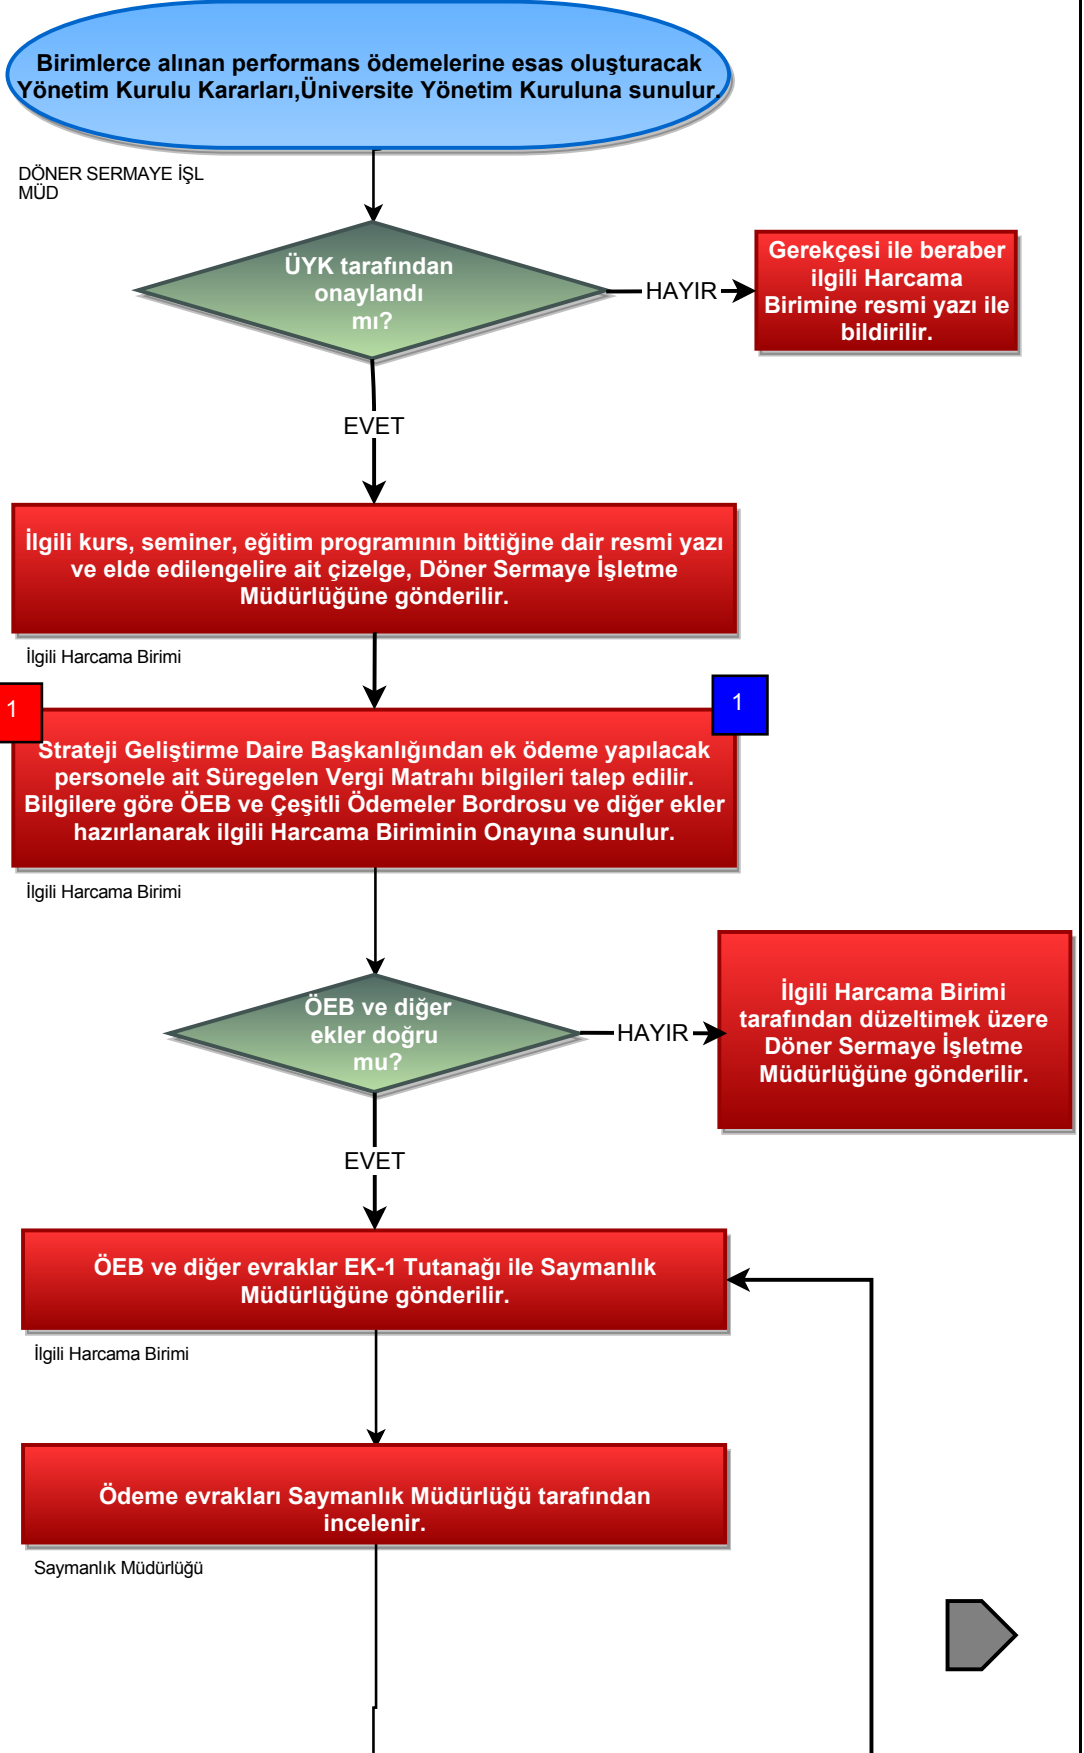 Birimlerce alınan performans ödemelerine esas oluşturacak
Yönetim Kurulu Kararları,Üniversite Yönetim Kuruluna sunulur.
DÖNER SERMAYE İŞL
MÜD
ÜYK tarafından
onaylandı
mı?
HAYIR
Gerekçesi ile beraber
ilgili Harcama
Birimine resmi yazı ile
bildirilir.
EVET
İlgili kurs, seminer, eğitim programının bittiğine dair resmi yazı
ve elde edilengelire ait çizelge, Döner Sermaye İşletme
Müdürlüğüne gönderilir.
İlgili Harcama Birimi
1
1
Strateji Geliştirme Daire Başkanlığından ek ödeme yapılacak
personele ait Süregelen Vergi Matrahı bilgileri talep edilir.
Bilgilere göre ÖEB ve Çeşitli Ödemeler Bordrosu ve diğer ekler
hazırlanarak ilgili Harcama Biriminin Onayına sunulur.
İlgili Harcama Birimi
ÖEB ve diğer
ekler doğru
mu?
HAYIR
İlgili Harcama Birimi
tarafından düzeltimek üzere
Döner Sermaye İşletme
Müdürlüğüne gönderilir.
EVET
ÖEB ve diğer evraklar EK-1 Tutanağı ile Saymanlık
Müdürlüğüne gönderilir.
İlgili Harcama Birimi
Ödeme evrakları Saymanlık Müdürlüğü tarafından
incelenir.
Saymanlık Müdürlüğü